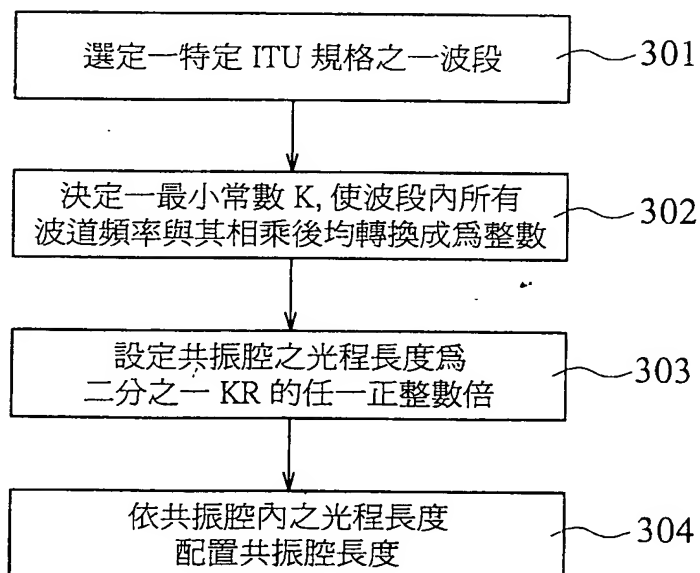 選定一特定 ITU 規格之一波段
301
決定一最小常數 K, 使波段內所有
波道頻率與其相乘後均轉換成爲整數
302
設定共振腔之光程長度爲
二分之一 KR 的任一正整數倍
303
依共振腔內之光程長度
配置共振腔長度
304